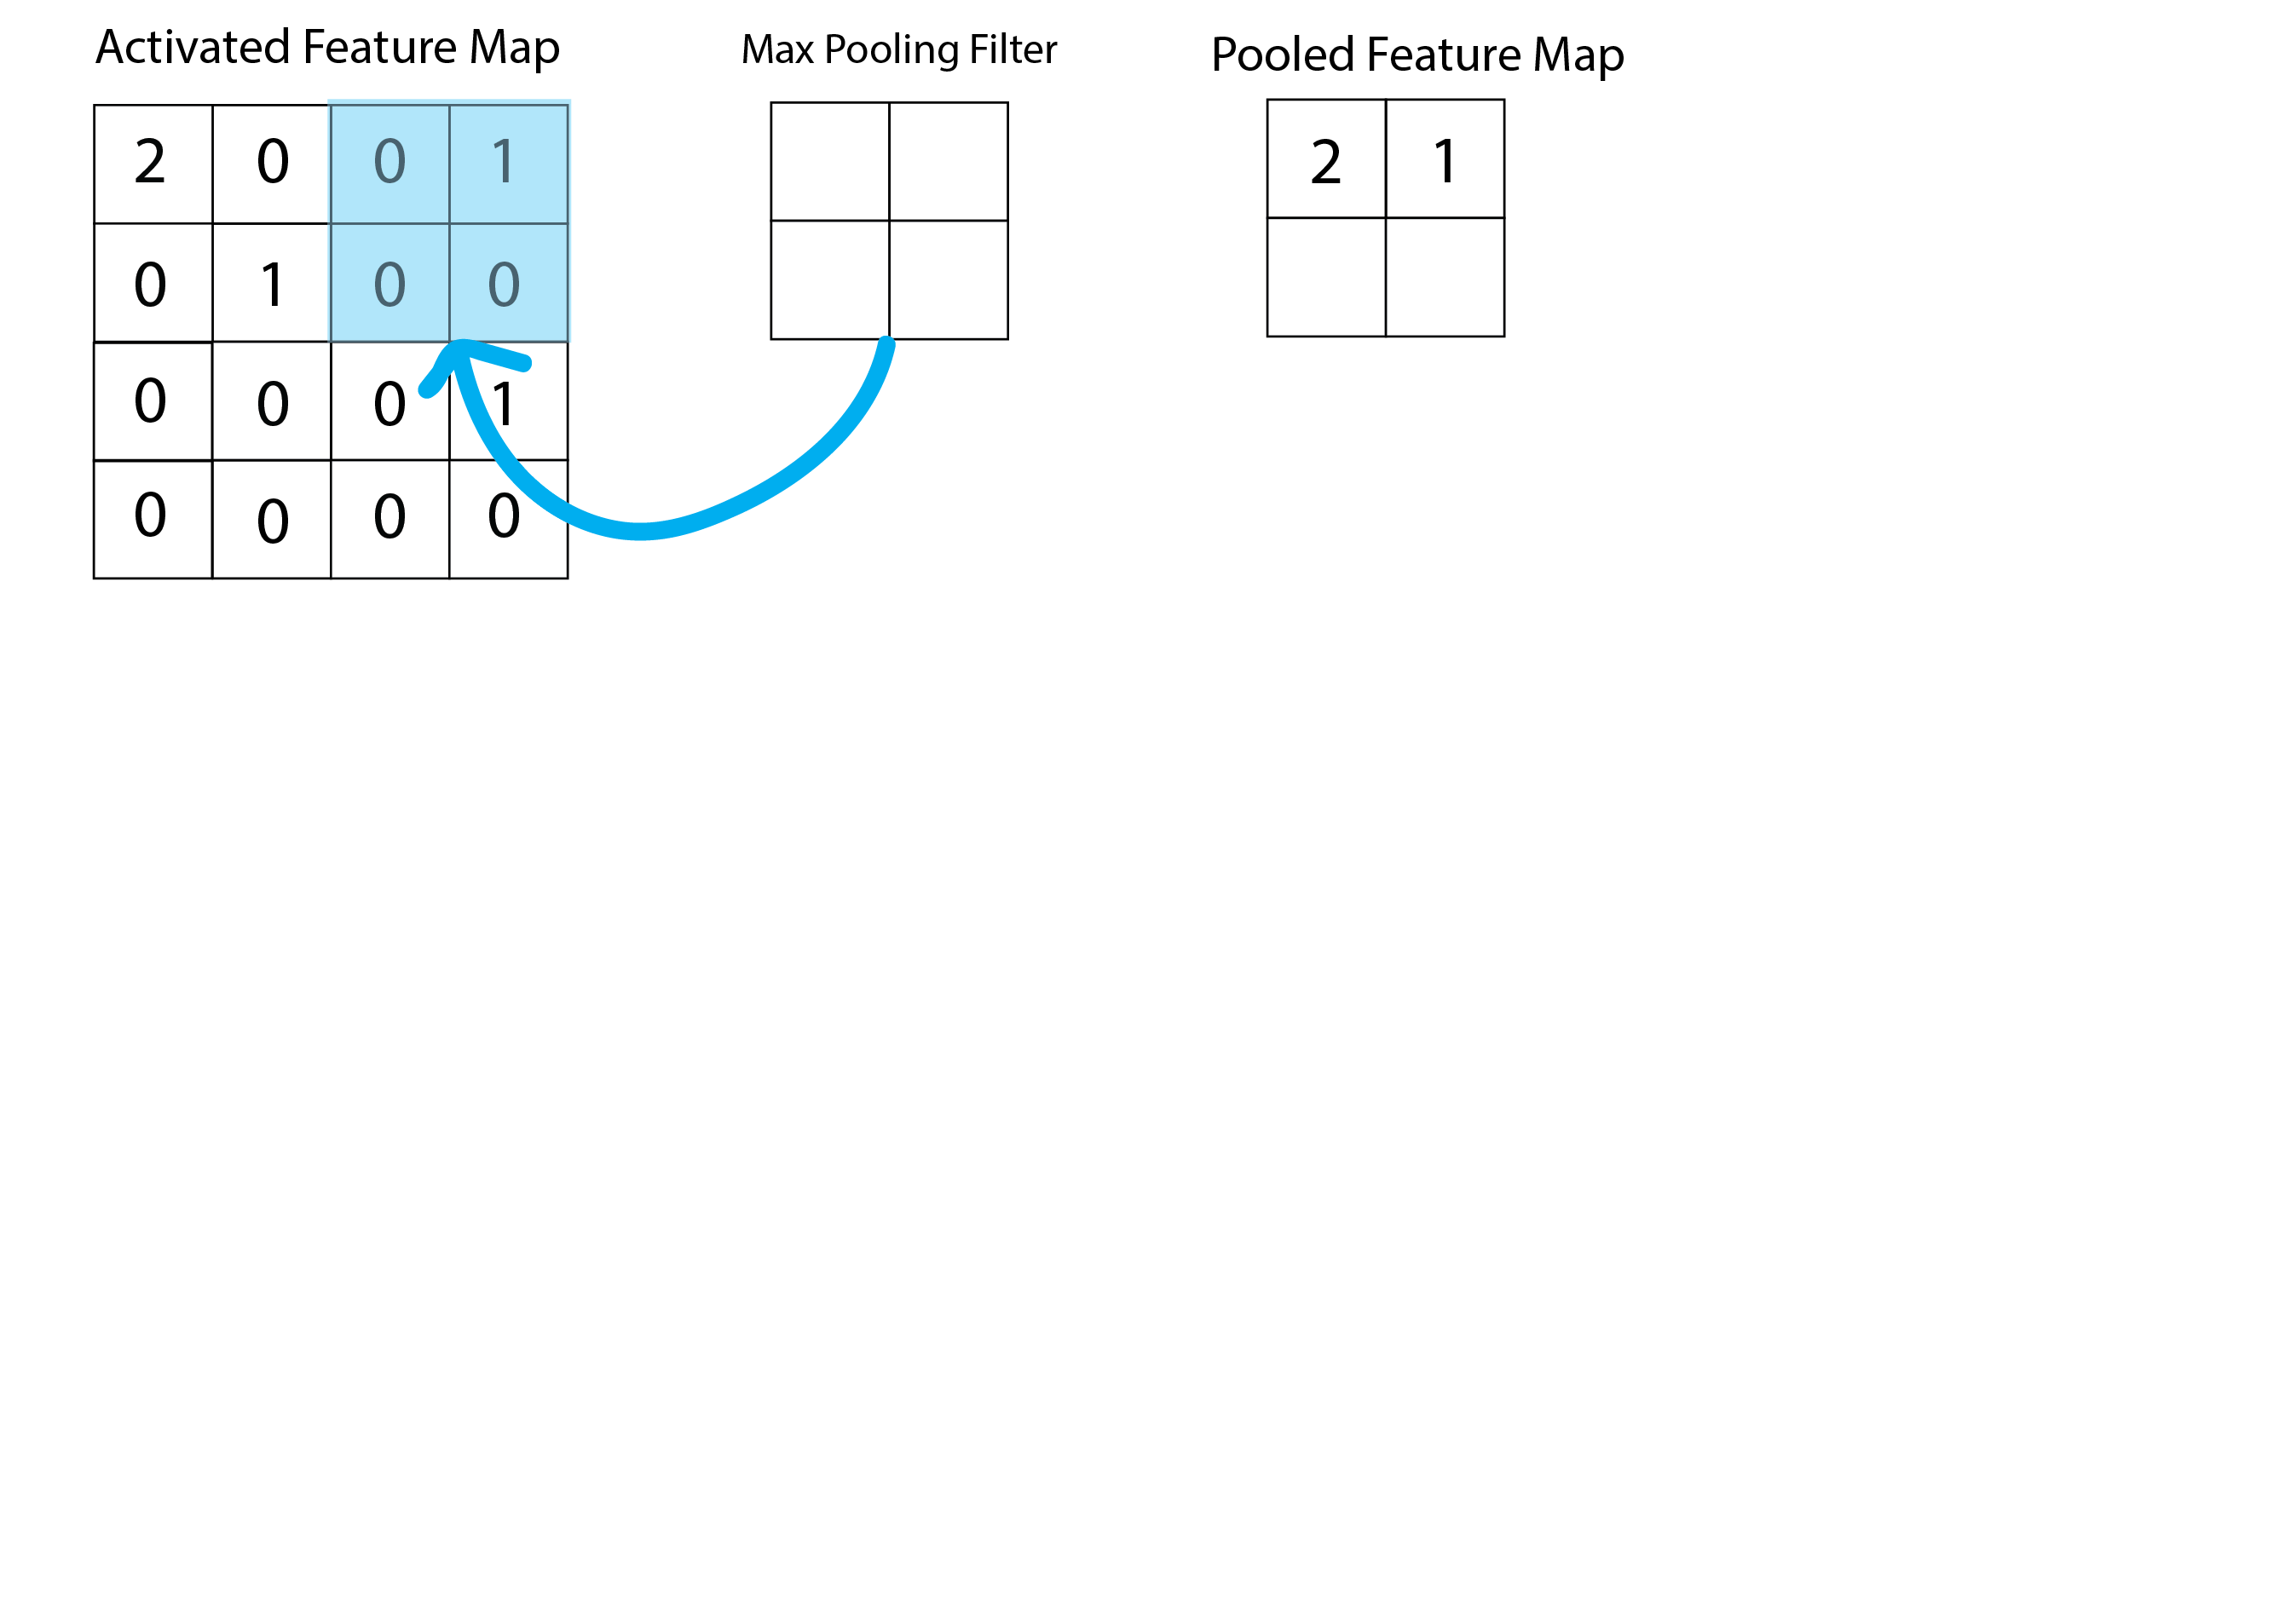 Activated Feature Map
Max Pooling Filter
Pooled Feature Map
2 0 0 1
0 1 0 0
0 0 0 1
0 0 0 0
2 1